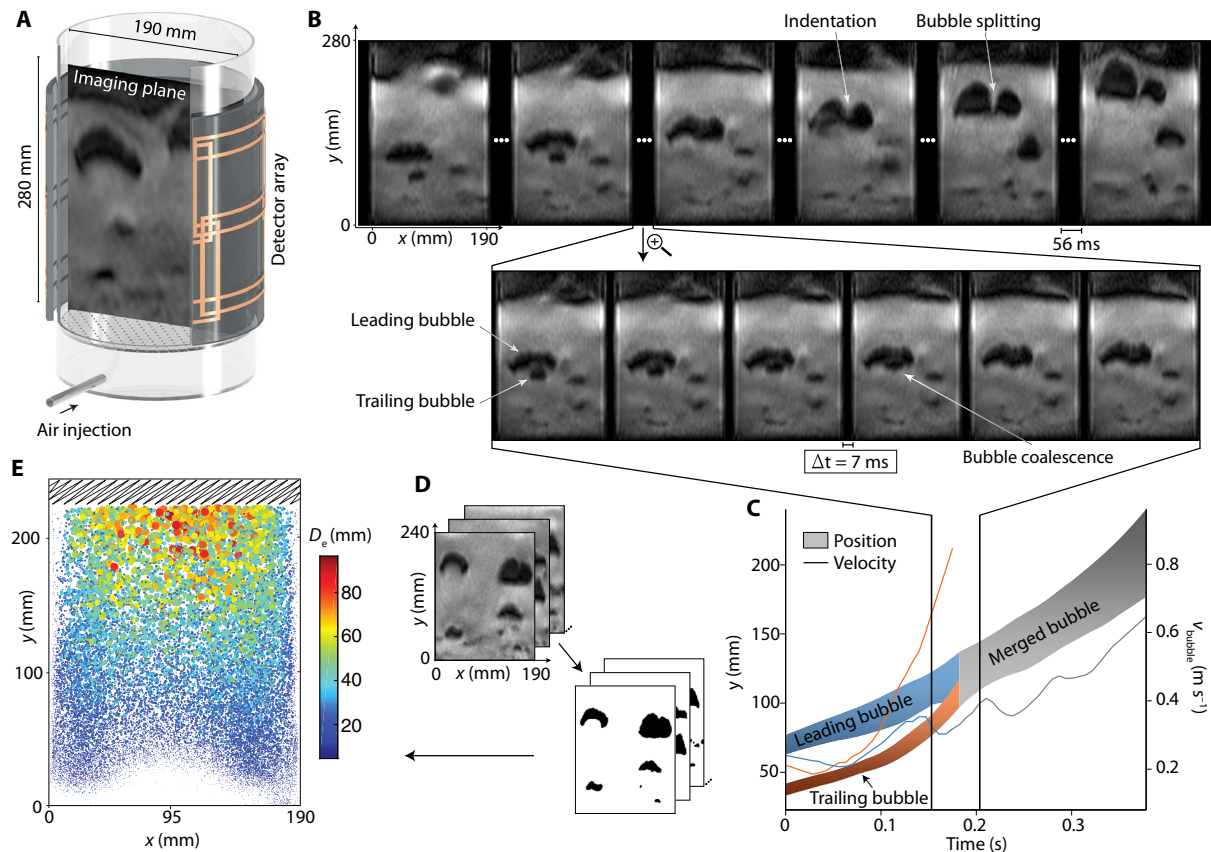 A
190 mm
Imaging plane
280 mm
Detector array
Air injection
B
Indentation
Bubble splitting
280
y (mm)
0
0
x (mm)
190
56 ms
Leading bubble
Trailing bubble
Δt = 7 ms
Bubble coalescence
E
200
y (mm)
100
0
0
95
190
x (mm)
Dₑ (mm)
80
60
40
20
D
240
y (mm)
0
0
x (mm)
190
C
Position
Velocity
200
150
100
50
y (mm)
Leading bubble
Trailing bubble
Merged bubble
0.8
0.6
0.4
0.2
v_bubble (m s⁻¹)
0
0.1
0.2
0.3
Time (s)